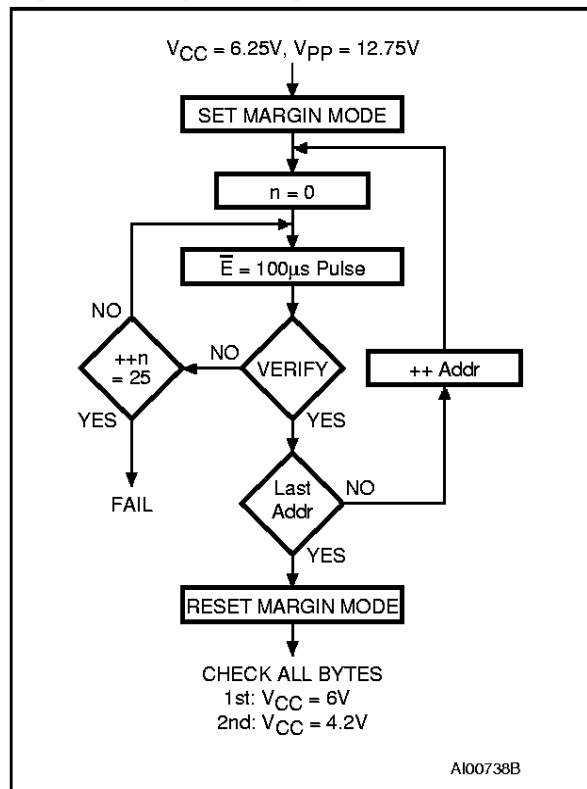 VCC = 6.25V, VPP = 12.75V
SET MARGIN MODE
n = 0
E̅ = 100µs Pulse
NO
++n
= 25
NO
VERIFY
++ Addr
YES
YES
Last
Addr
NO
FAIL
YES
RESET MARGIN MODE
CHECK ALL BYTES
1st: VCC = 6V
2nd: VCC = 4.2V
AI00738B